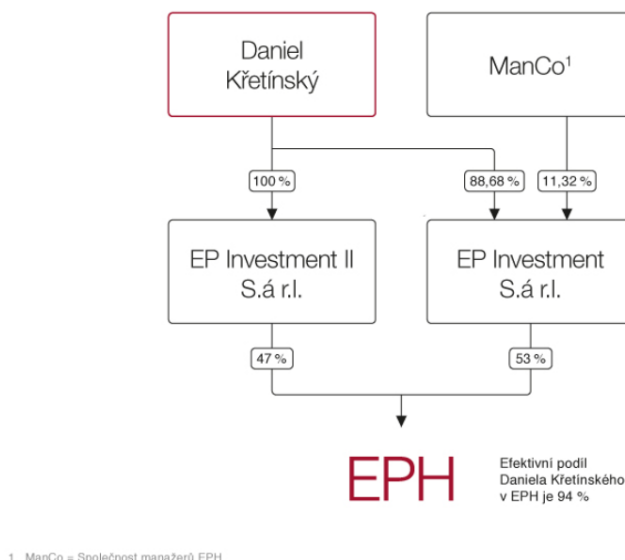 Daniel
Křetínský
ManCo¹
100 %
88,68 %
11,32 %
EP Investment II
S.á r.l.
EP Investment
S.á r.l.
47 %
53 %
EPH
Efektivní podíl
Daniela Křetínského
v EPH je 94 %
1 ManCo = Společnost manažerů EPH